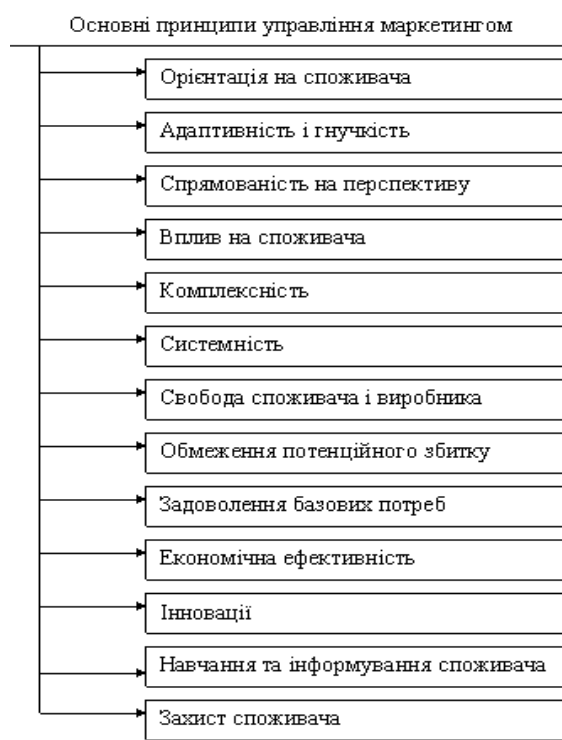 Основні принципи управління маркетингом
Орієнтація на споживача
Адаптивність і гнучкість
Спрямованість на перспективу
Вплив на споживача
Комплексність
Системність
Свобода споживача і виробника
Обмеження потенційного збитку
Задоволення базових потреб
Економічна ефективність
Інновації
Навчання та інформування споживача
Захист споживача